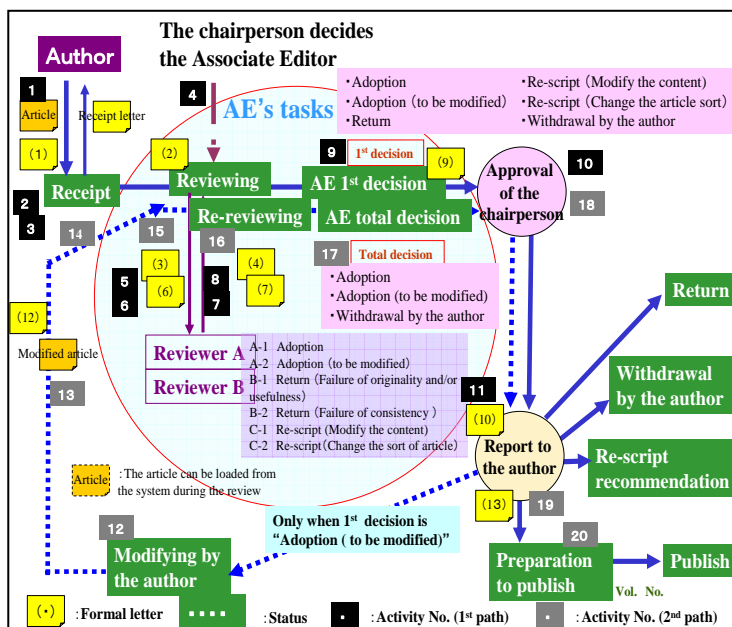 The chairperson decides
the Associate Editor
Author
1
4
Article
Receipt letter
(1)
AE's tasks
・Adoption
・Adoption (to be modified)
・Return
・Re-script (Modify the content)
・Re-script (Change the article sort)
・Withdrawal by the author
(2)
9
1st decision
(9)
10
2
3
Receipt
Reviewing
AE 1st decision
Approval
of the
chairperson
18
14
15
Re-reviewing
AE total decision
16
17
Total decision
(3)
(4)
5
(6)
8
(7)
6
7
・Adoption
・Adoption (to be modified)
・Withdrawal by the author
Return
(12)
Modified article
13
Reviewer A
Reviewer B
A-1 Adoption
A-2 Adoption (to be modified)
B-1 Return (Failure of originality and/or
usefulness)
B-2 Return (Failure of consistency )
C-1 Re-script (Modify the content)
C-2 Re-script(Change the sort of article)
11
(10)
Withdrawal
by the author
Report to
the author
Re-script
recommendation
Article
:The article can be loaded from
the system during the review
(13)
19
12
Only when 1st decision is
"Adoption ( to be modified)"
20
Modifying by
the author
Preparation
to publish
Publish
Vol. No.
(・)
:Formal letter
:Status
:Activity No. (1st path)
:Activity No. (2nd path)